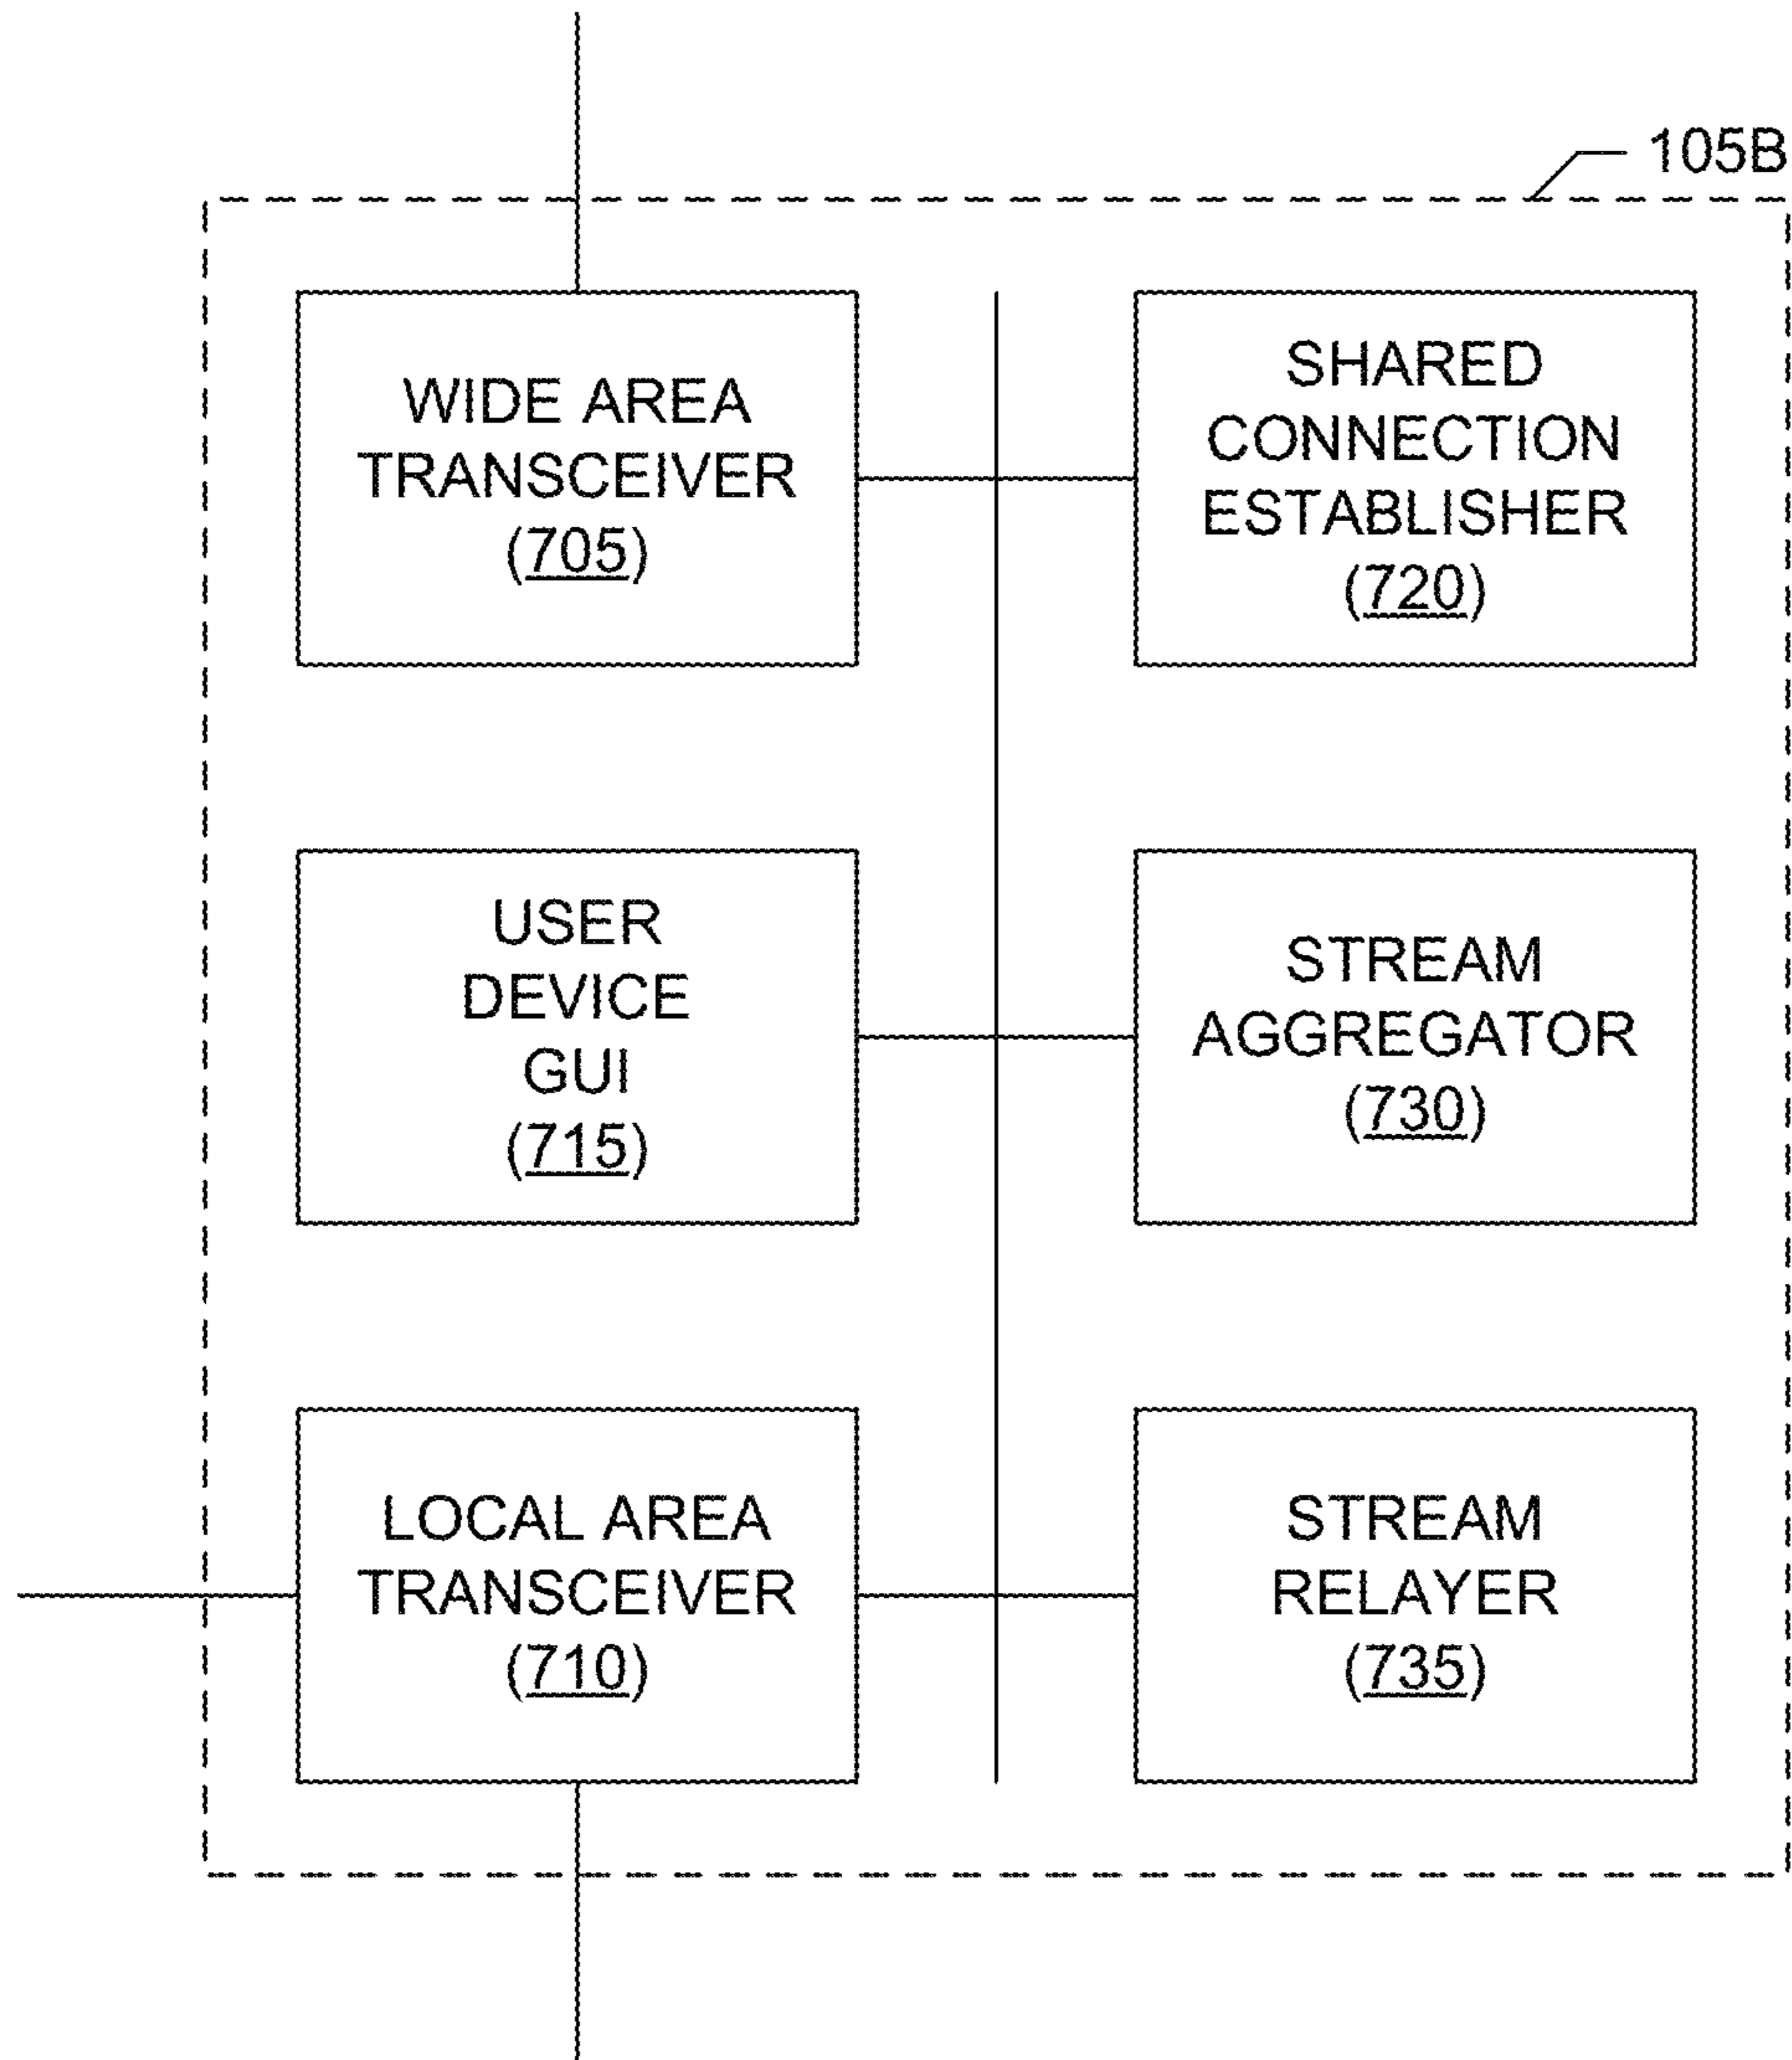 105B
WIDE AREA
TRANSCEIVER
(705)
SHARED
CONNECTION
ESTABLISHER
(720)
USER
DEVICE
GUI
(715)
STREAM
AGGREGATOR
(730)
LOCAL AREA
TRANSCEIVER
(710)
STREAM
RELAYER
(735)